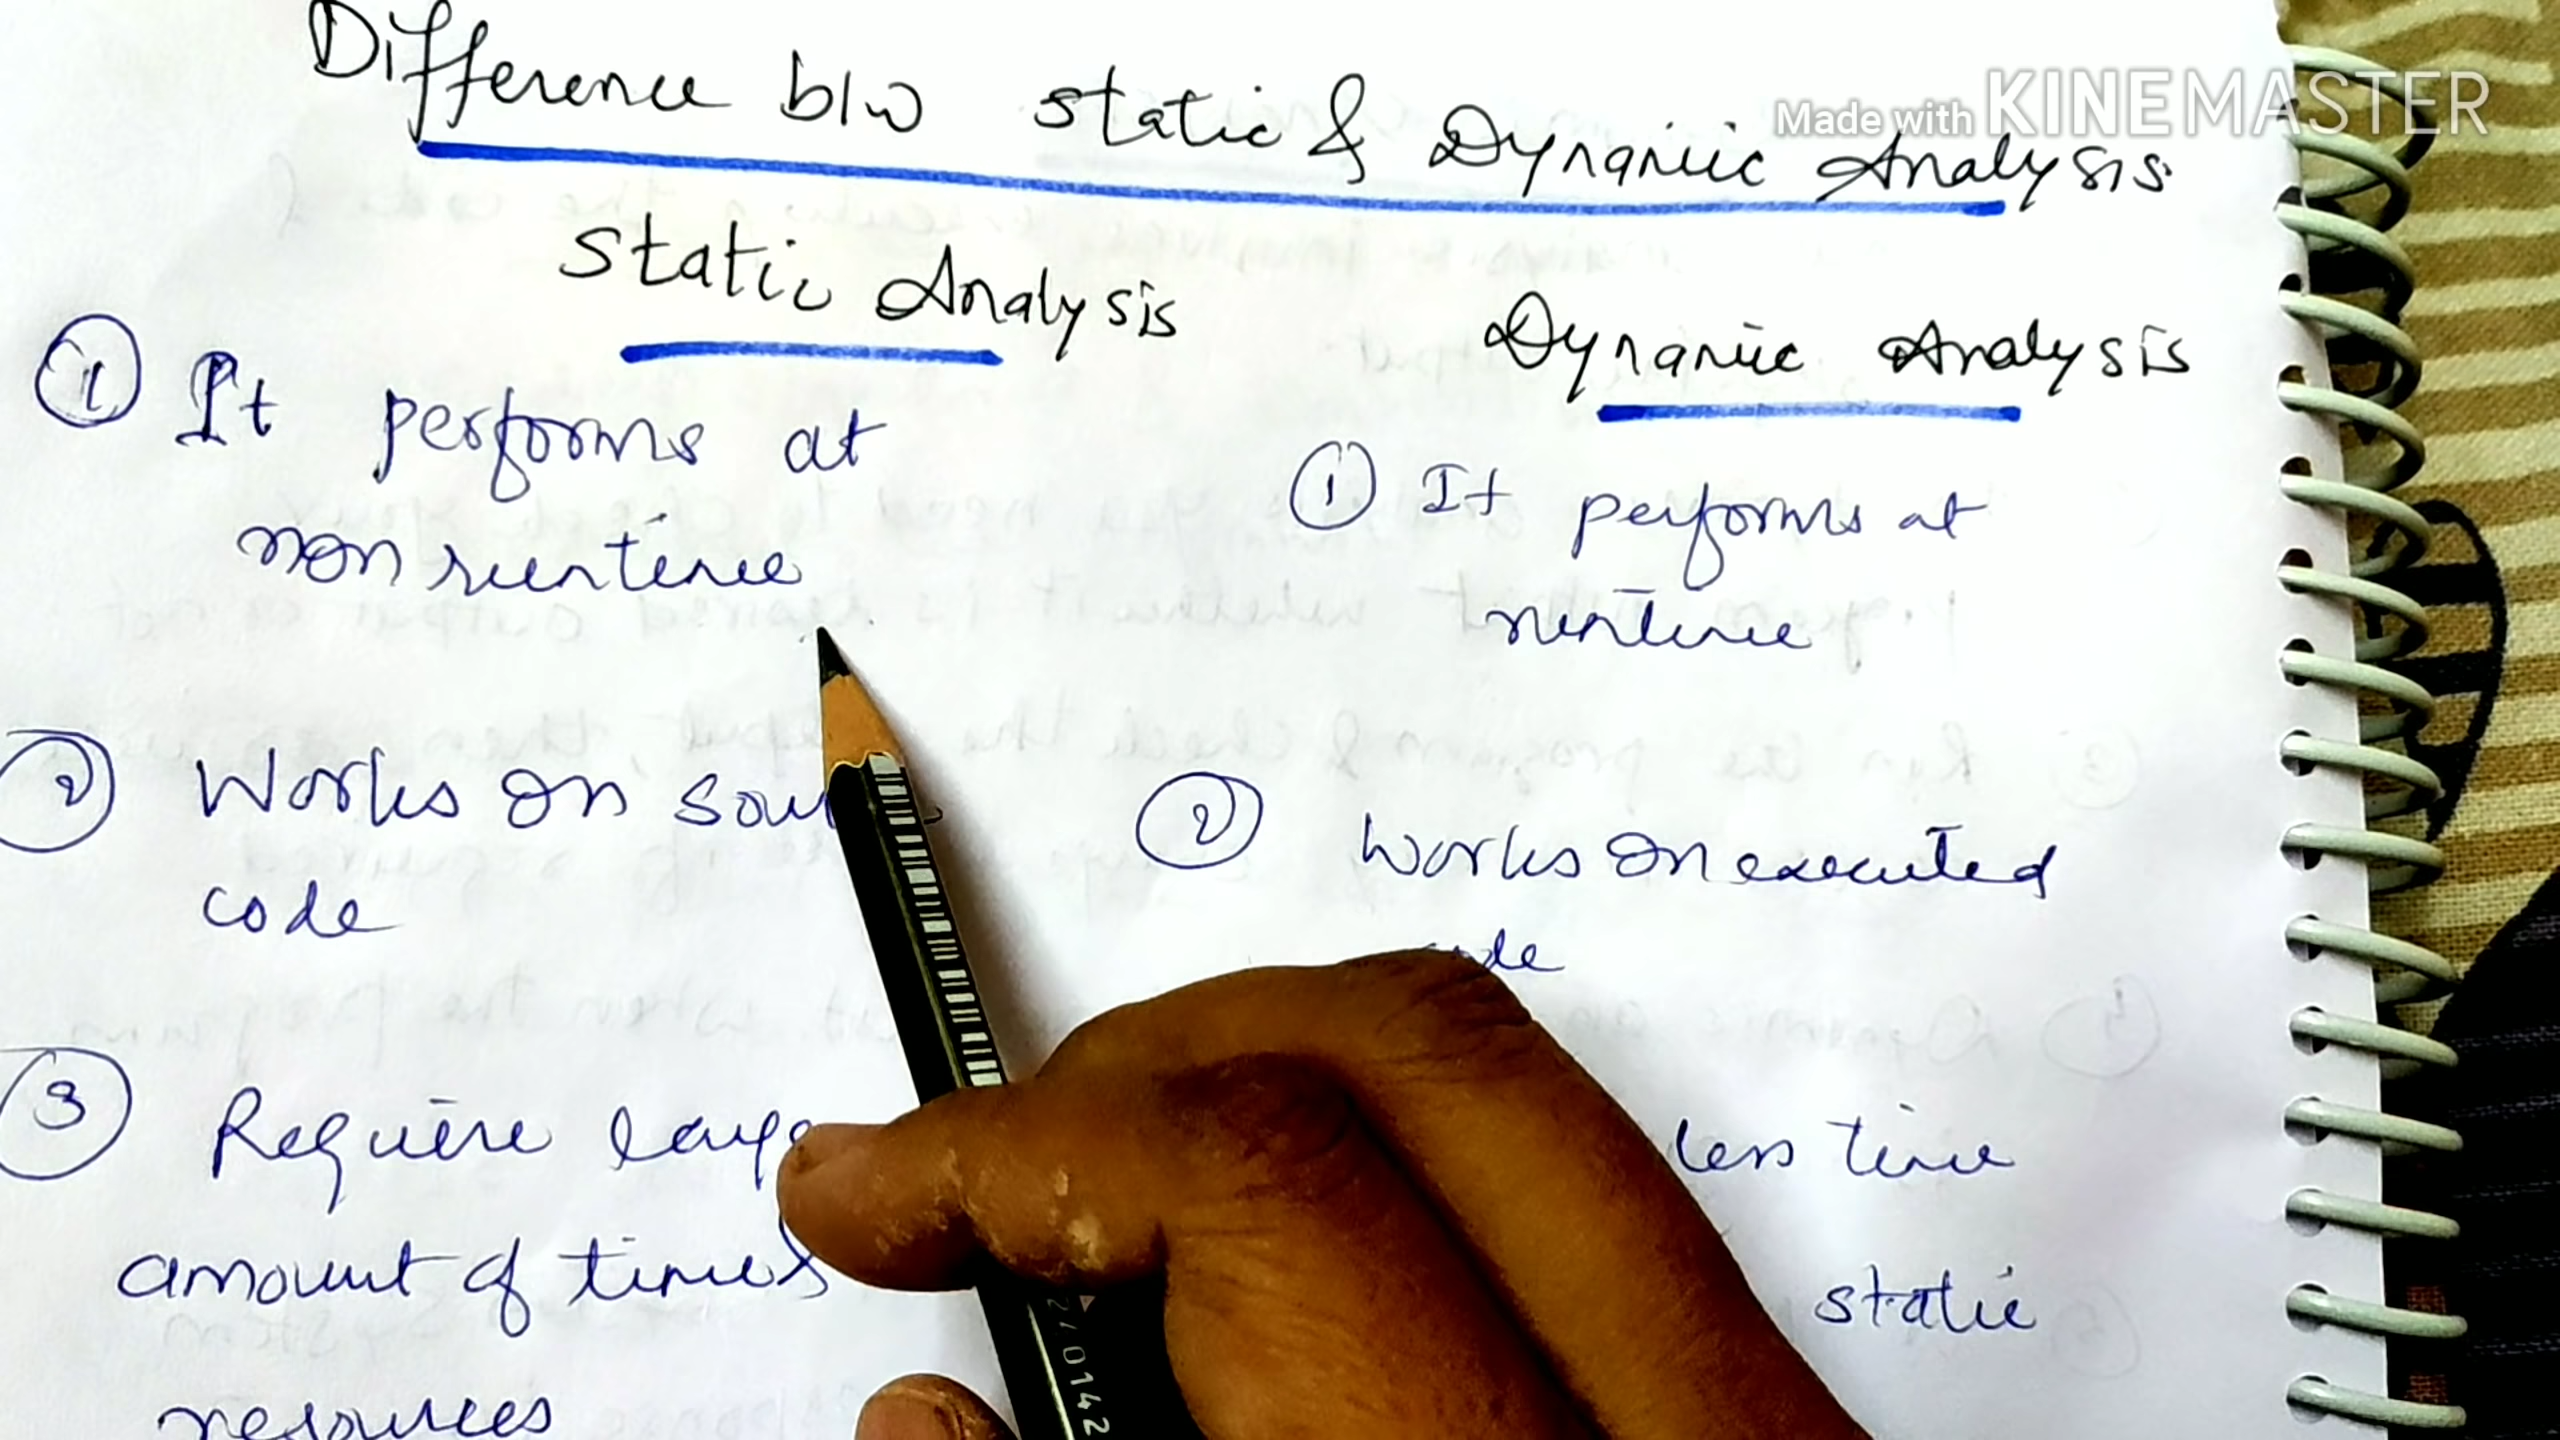 Difference b/w static & Dynamic Analysis
Made with KINEMASTER
Static Analysis
Dynamic Analysis
① It performs at
non runtime
① It performs at
runtime
② Works on
code
② Works on executed
③ Require large
amount of time &
resources
less time
static
270142